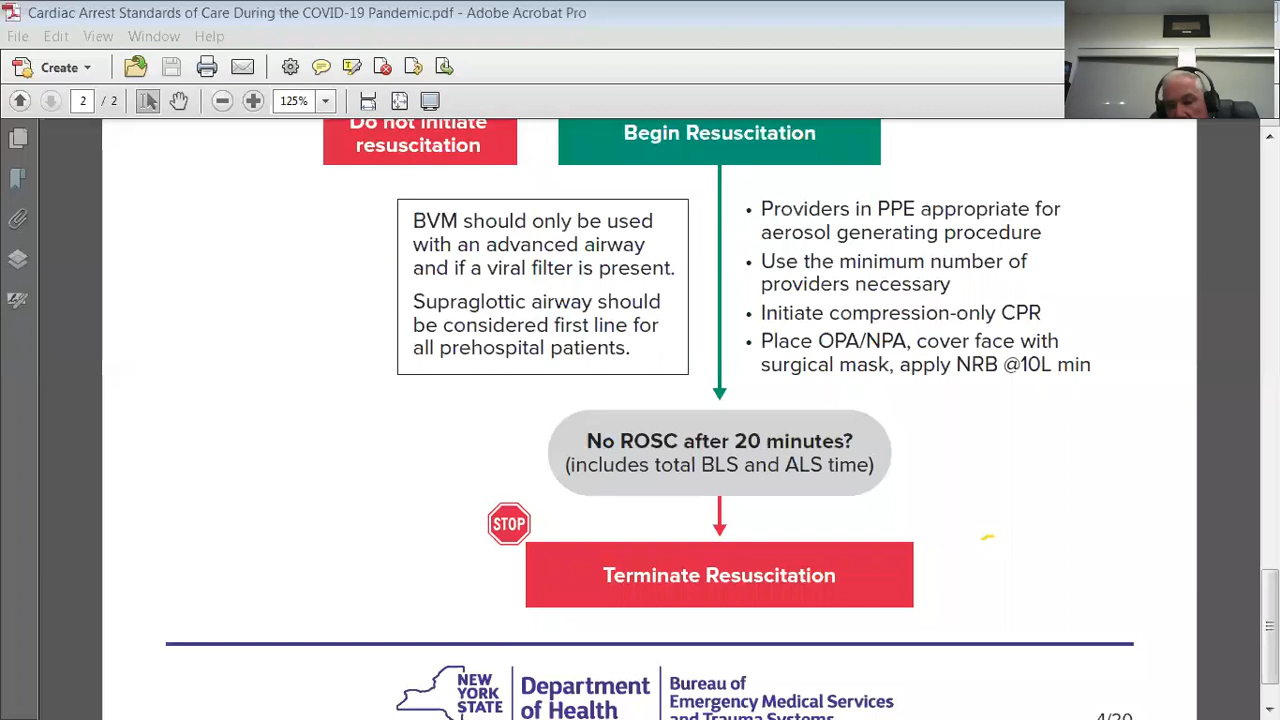 Cardiac Arrest Standards of Care During the COVID-19 Pandemic.pdf - Adobe Acrobat Pro
File Edit View Window Help
Create
2 / 2 125%
Do not initiate
resuscitation
Begin Resuscitation
BVM should only be used
with an advanced airway
and if a viral filter is present.
Supraglottic airway should
be considered first line for
all prehospital patients.
• Providers in PPE appropriate for
aerosol generating procedure
• Use the minimum number of
providers necessary
• Initiate compression-only CPR
• Place OPA/NPA, cover face with
surgical mask, apply NRB @10L min
No ROSC after 20 minutes?
(includes total BLS and ALS time)
STOP
Terminate Resuscitation
NEW
YORK
STATE
Department
of Health
Bureau of
Emergency Medical Services
and Trauma Systems
4/20